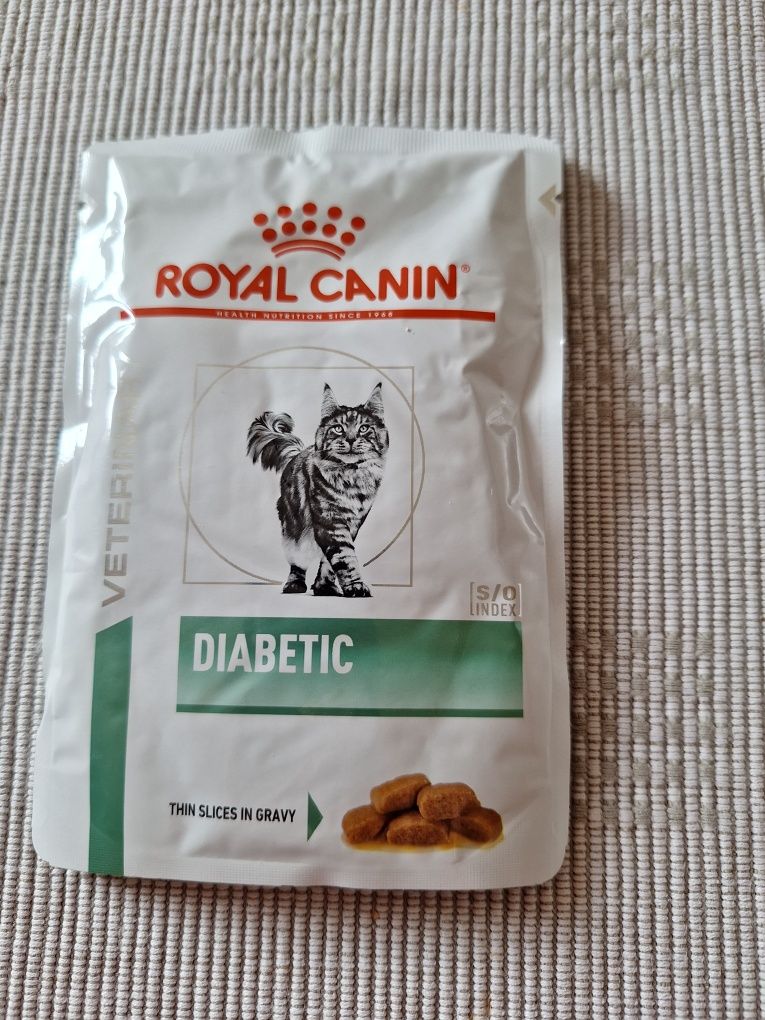 ROYAL CANIN®
HEALTH NUTRITION SINCE 1968
VETERINARY
S/O
INDEX
DIABETIC
THIN SLICES IN GRAVY